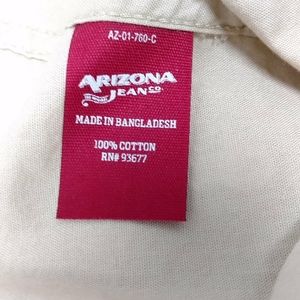 AZ-01-760-C
ARIZONA
JEAN CO.
MADE IN BANGLADESH
100% COTTON
RN# 93677